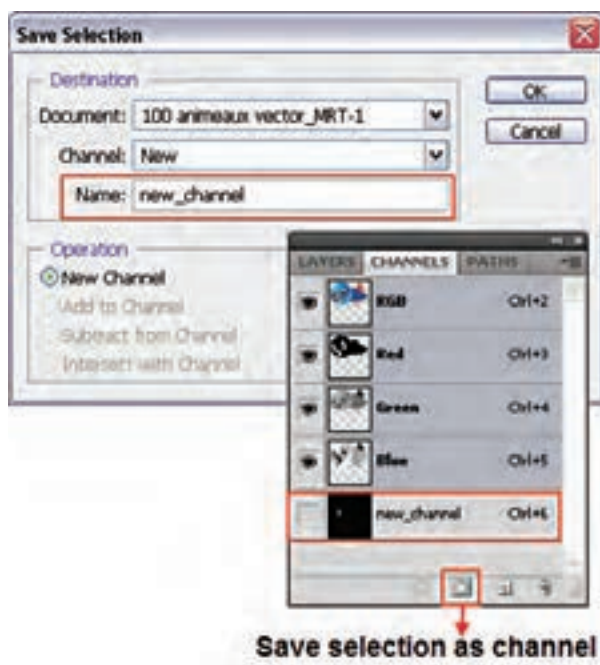 Save Selection
Destination
Document: 100 animeaux vector_MRT-1
Channel: New
Name: new_channel
OK
Cancel
Operation
New Channel
Add to Channel
Subtract from Channel
Intersect with Channel
LAYERS CHANNELS PATHS
RGB Ctrl+2
Red Ctrl+3
Green Ctrl+4
Blue Ctrl+5
new_channel Ctrl+6
Save selection as channel